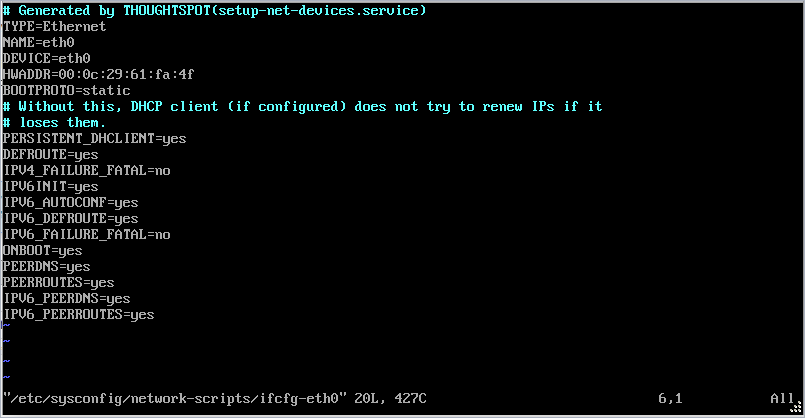 # Generated by THOUGHTSPOT(setup-net-devices.service)
TYPE=Ethernet
NAME=eth0
DEVICE=eth0
HWADDR=00:0c:29:61:fa:4f
BOOTPROTO=static
# Without this, DHCP client (if configured) does not try to renew IPs if it
# loses them.
PERSISTENT_DHCLIENT=yes
DEFROUTE=yes
IPV4_FAILURE_FATAL=no
IPV6INIT=yes
IPV6_AUTOCONF=yes
IPV6_DEFROUTE=yes
IPV6_FAILURE_FATAL=no
ONBOOT=yes
PEERDNS=yes
PEERROUTES=yes
IPV6_PEERDNS=yes
IPV6_PEERROUTES=yes
~
~
~
~
"/etc/sysconfig/network-scripts/ifcfg-eth0" 20L, 427C 6,1 All